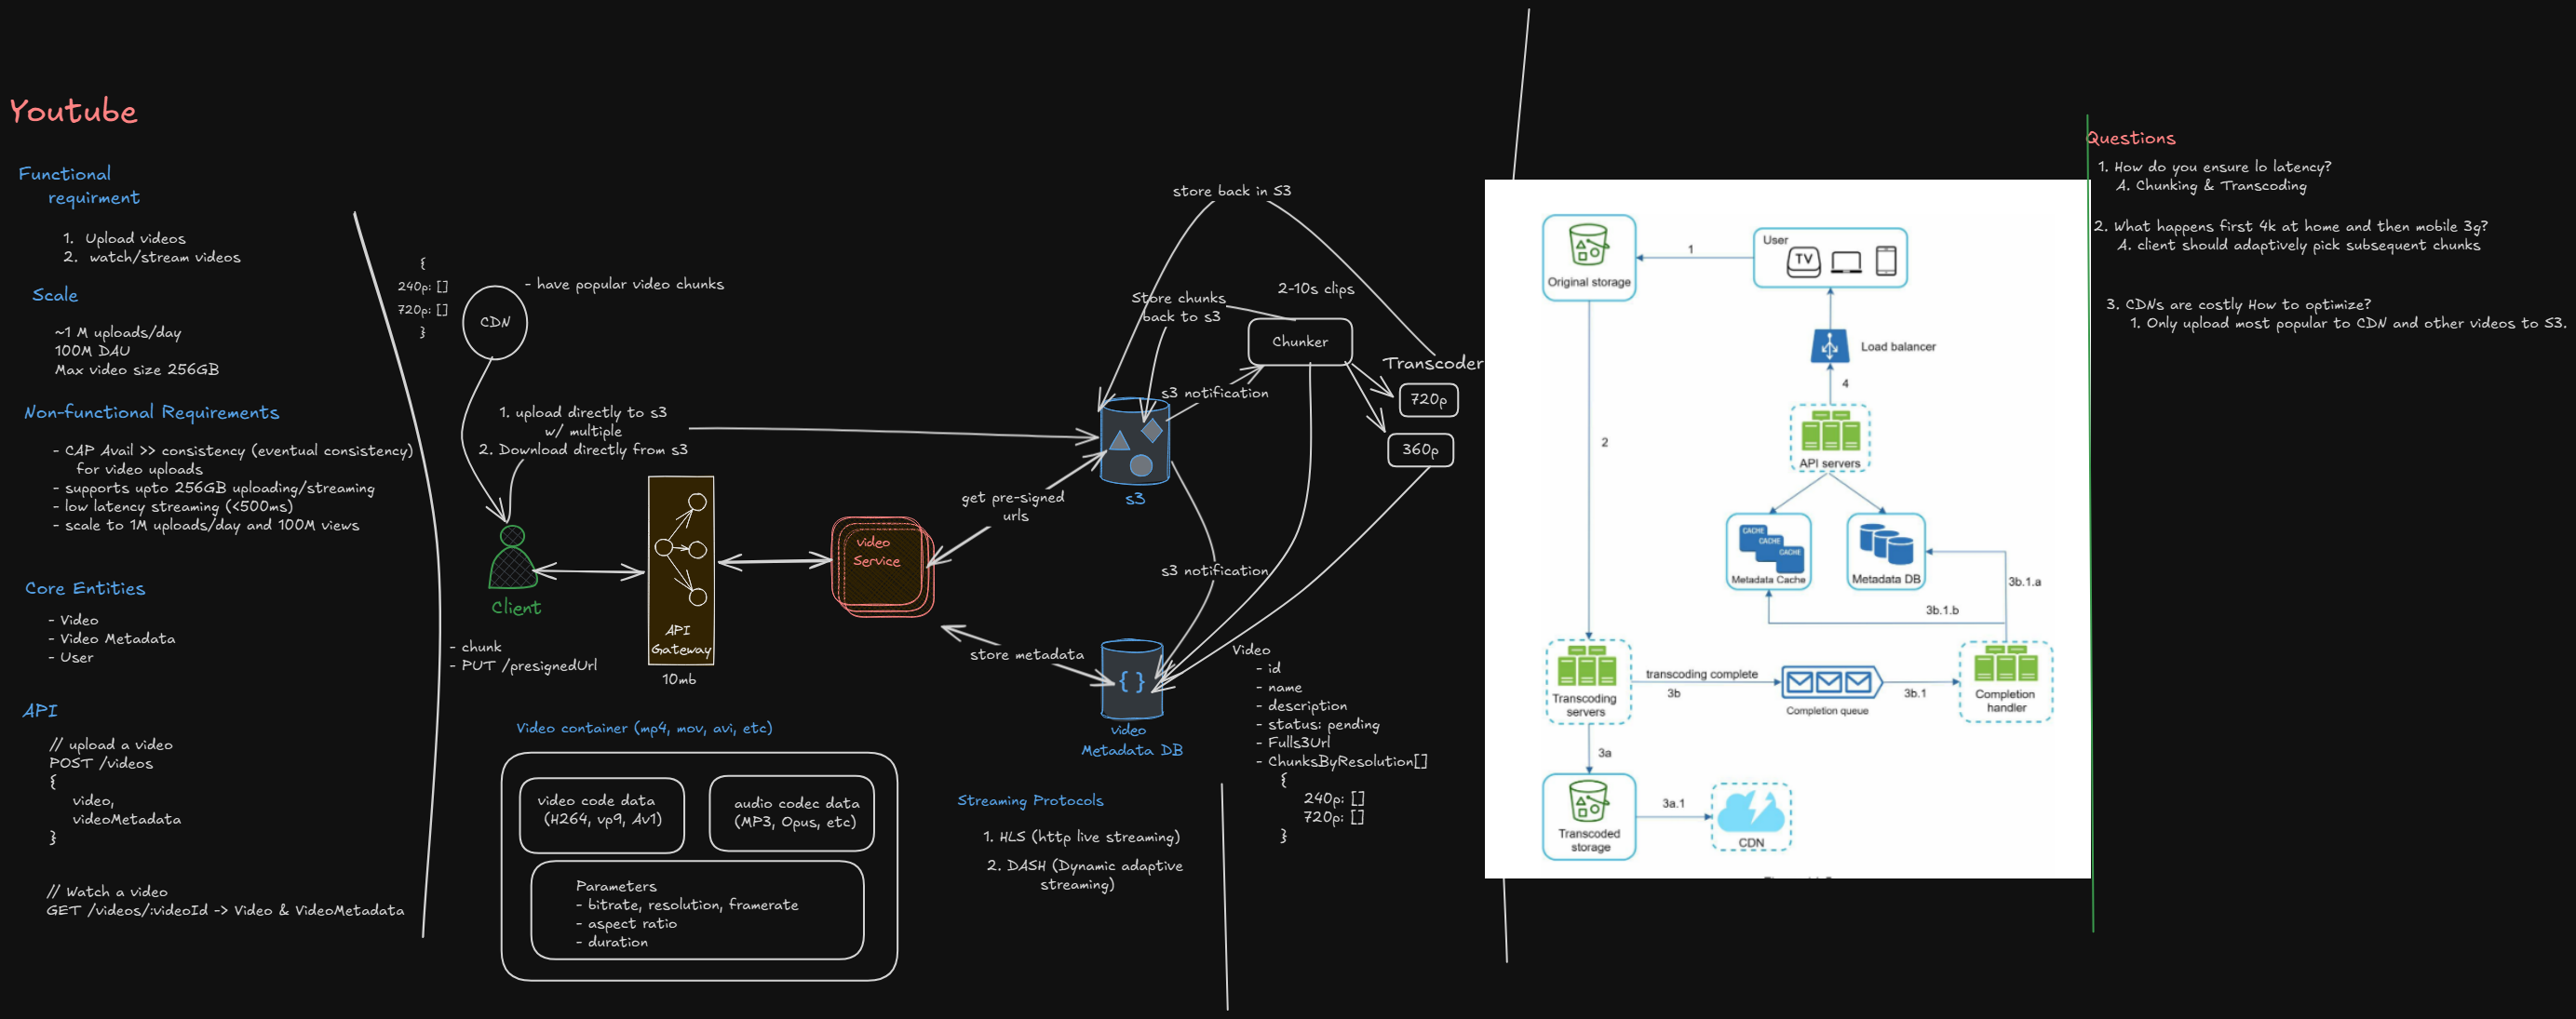 Youtube
Functional
requirment
1. Upload videos
2. watch/stream videos
Scale
~1 M uploads/day
100M DAU
Max video size 256GB
Non-functional Requirements
- CAP Avail >> consistency (eventual consistency)
for video uploads
- supports upto 256GB uploading/streaming
- low latency streaming (<500ms)
- scale to 1M uploads/day and 100M views
Core Entities
- Video
- Video Metadata
- User
API
// upload a video
POST /videos
{
video,
videoMetadata
}
// Watch a video
GET /videos/:videoId -> Video & VideoMetadata
{
240p: []
720p: []
}
CDN
- have popular video chunks
1. upload directly to s3
w/ multiple
2. Download directly from s3
Client
- chunk
- PUT /presignedUrl
API
Gateway
10mb
video
Service
get pre-signed
urls
store metadata
store back in S3
Store chunks
back to s3
2-10s clips
Chunker
Transcoder
720p
360p
s3 notification
s3
s3 notification
{ }
video
Metadata DB
Video
- id
- name
- description
- status: pending
- Fulls3Url
- ChunksByResolution[]
{
240p: []
720p: []
}
Video container (mp4, mov, avi, etc)
video code data
(H264, vp9, Av1)
audio codec data
(MP3, Opus, etc)
Parameters
- bitrate, resolution, framerate
- aspect ratio
- duration
Streaming Protocols
1. HLS (http live streaming)
2. DASH (Dynamic adaptive
streaming)
Original storage
1
User
TV
Load balancer
4
2
API servers
CACHE
CACHE
CACHE
Metadata Cache
Metadata DB
3b.1.a
3b.1.b
Transcoding
servers
transcoding complete
3b
Completion queue
3b.1
Completion
handler
3a
Transcoded
storage
3a.1
CDN
Questions
1. How do you ensure lo latency?
A. Chunking & Transcoding
2. What happens first 4k at home and then mobile 3g?
A. client should adaptively pick subsequent chunks
3. CDNs are costly How to optimize?
1. Only upload most popular to CDN and other videos to S3.